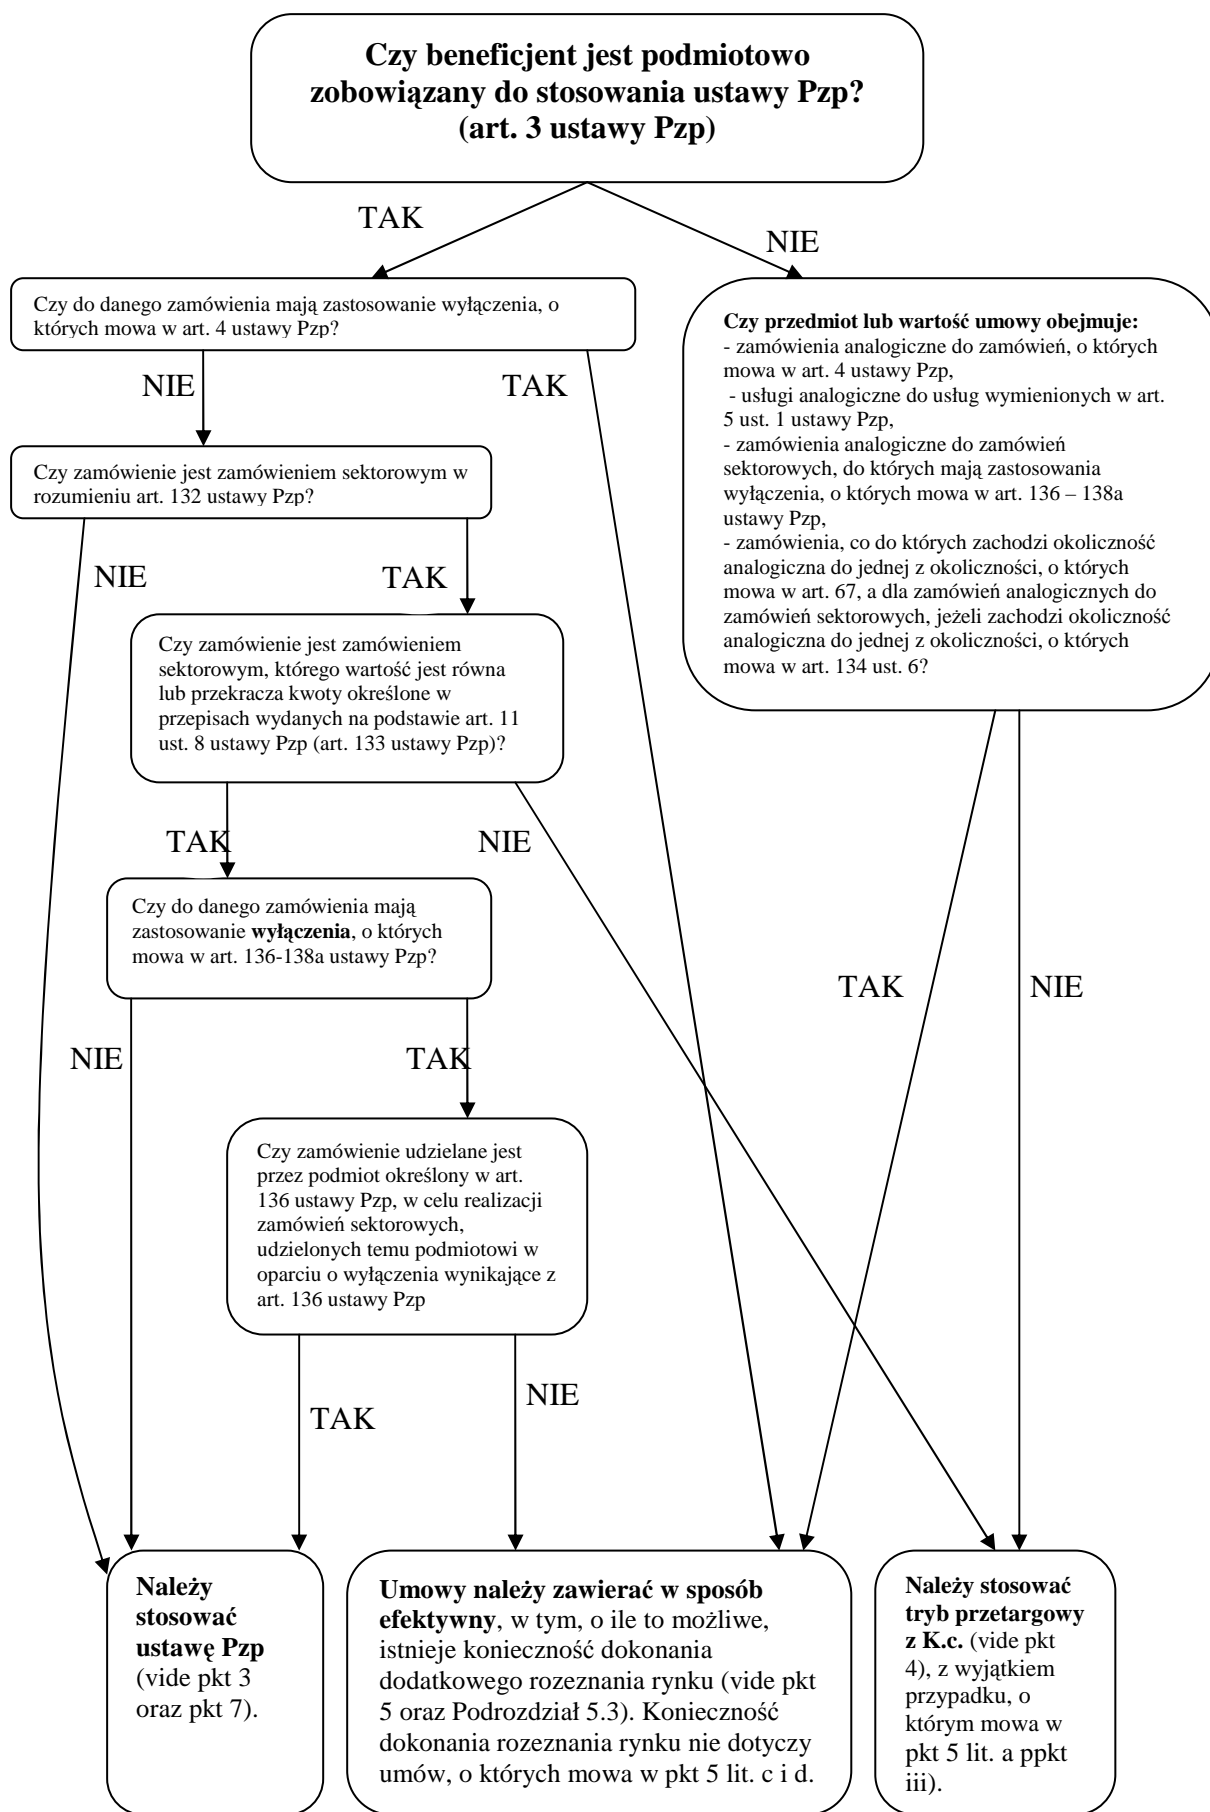 Czy beneficjent jest podmiotowo
zobowiązany do stosowania ustawy Pzp?
(art. 3 ustawy Pzp)
TAK
NIE
Czy do danego zamówienia mają zastosowanie wyłączenia, o
których mowa w art. 4 ustawy Pzp?
Czy przedmiot lub wartość umowy obejmuje:
- zamówienia analogiczne do zamówień, o których
mowa w art. 4 ustawy Pzp,
- usługi analogiczne do usług wymienionych w art.
5 ust. 1 ustawy Pzp,
- zamówienia analogiczne do zamówień
sektorowych, do których mają zastosowania
wyłączenia, o których mowa w art. 136 – 138a
ustawy Pzp,
- zamówienia, co do których zachodzi okoliczność
analogiczna do jednej z okoliczności, o których
mowa w art. 67, a dla zamówień analogicznych do
zamówień sektorowych, jeżeli zachodzi okoliczność
analogiczna do jednej z okoliczności, o których
mowa w art. 134 ust. 6?
NIE
TAK
Czy zamówienie jest zamówieniem sektorowym w
rozumieniu art. 132 ustawy Pzp?
NIE
TAK
Czy zamówienie jest zamówieniem
sektorowym, którego wartość jest równa
lub przekracza kwoty określone w
przepisach wydanych na podstawie art. 11
ust. 8 ustawy Pzp (art. 133 ustawy Pzp)?
TAK
NIE
Czy do danego zamówienia mają
zastosowanie wyłączenia, o których
mowa w art. 136-138a ustawy Pzp?
TAK
NIE
NIE
TAK
Czy zamówienie udzielane jest
przez podmiot określony w art.
136 ustawy Pzp, w celu realizacji
zamówień sektorowych,
udzielonych temu podmiotowi w
oparciu o wyłączenia wynikające z
art. 136 ustawy Pzp
TAK
NIE
Należy
stosować
ustawę Pzp
(vide pkt 3
oraz pkt 7).
Umowy należy zawierać w sposób
efektywny, w tym, o ile to możliwe,
istnieje konieczność dokonania
dodatkowego rozeznania rynku (vide pkt
5 oraz Podrozdział 5.3). Konieczność
dokonania rozeznania rynku nie dotyczy
umów, o których mowa w pkt 5 lit. c i d.
Należy stosować
tryb przetargowy
z K.c. (vide pkt
4), z wyjątkiem
przypadku, o
którym mowa w
pkt 5 lit. a ppkt
iii).